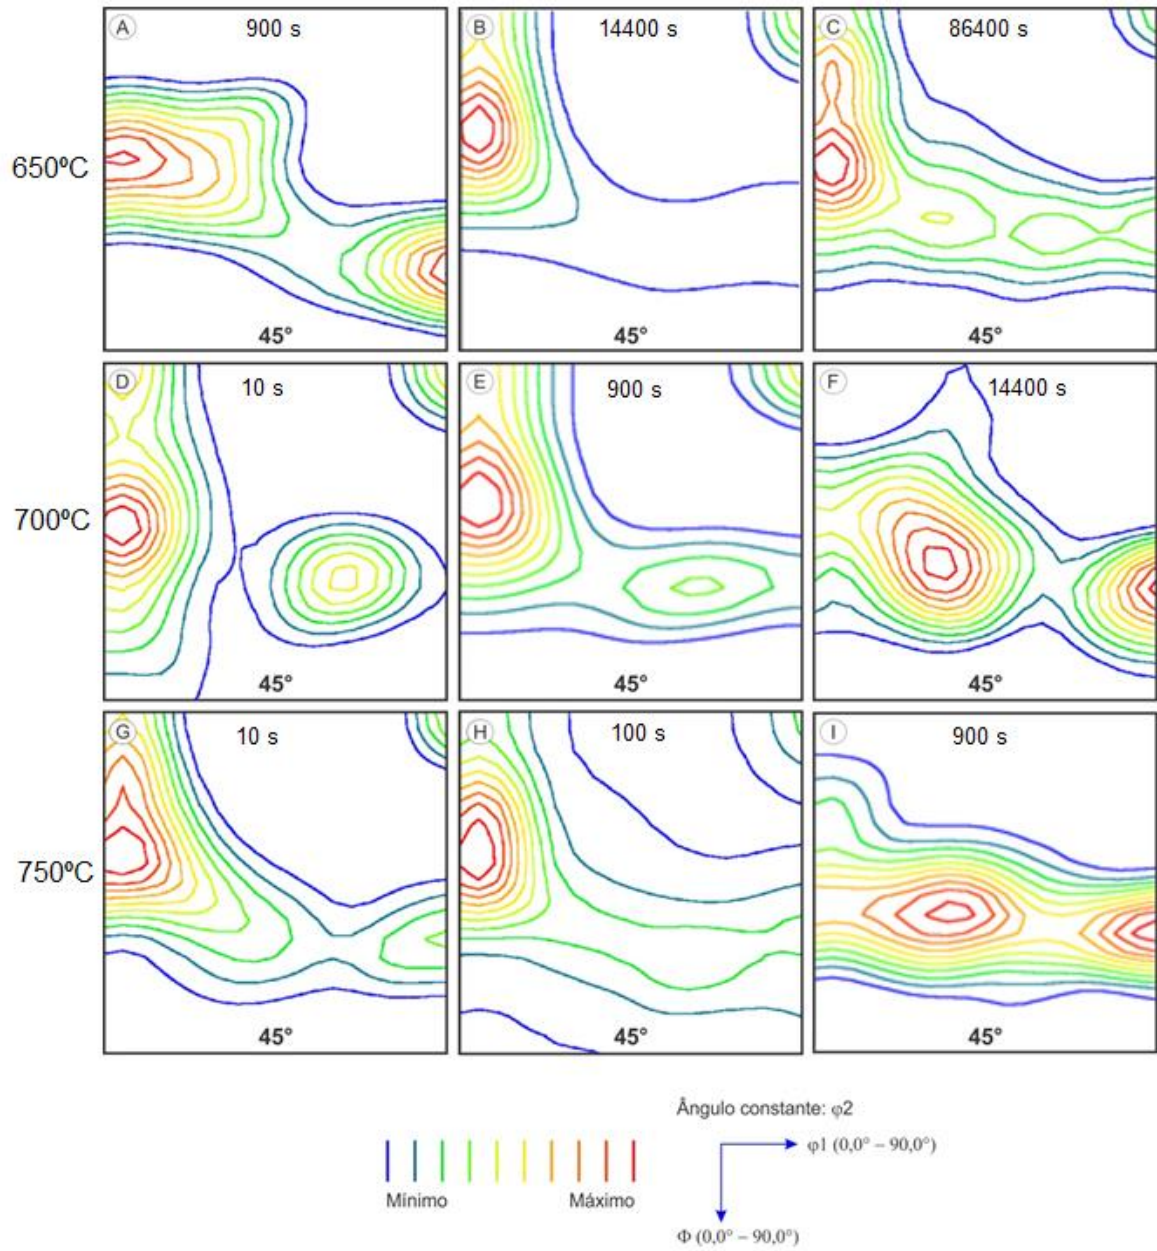 A 900 s
B 14400 s
C 86400 s
650ºC
45°
45°
45°
D 10 s
E 900 s
F 14400 s
700ºC
45°
45°
45°
G 10 s
H 100 s
I 900 s
750ºC
45°
45°
45°
Ângulo constante: φ2
φ1 (0,0° – 90,0°)
Mínimo Máximo
Φ (0,0° – 90,0°)